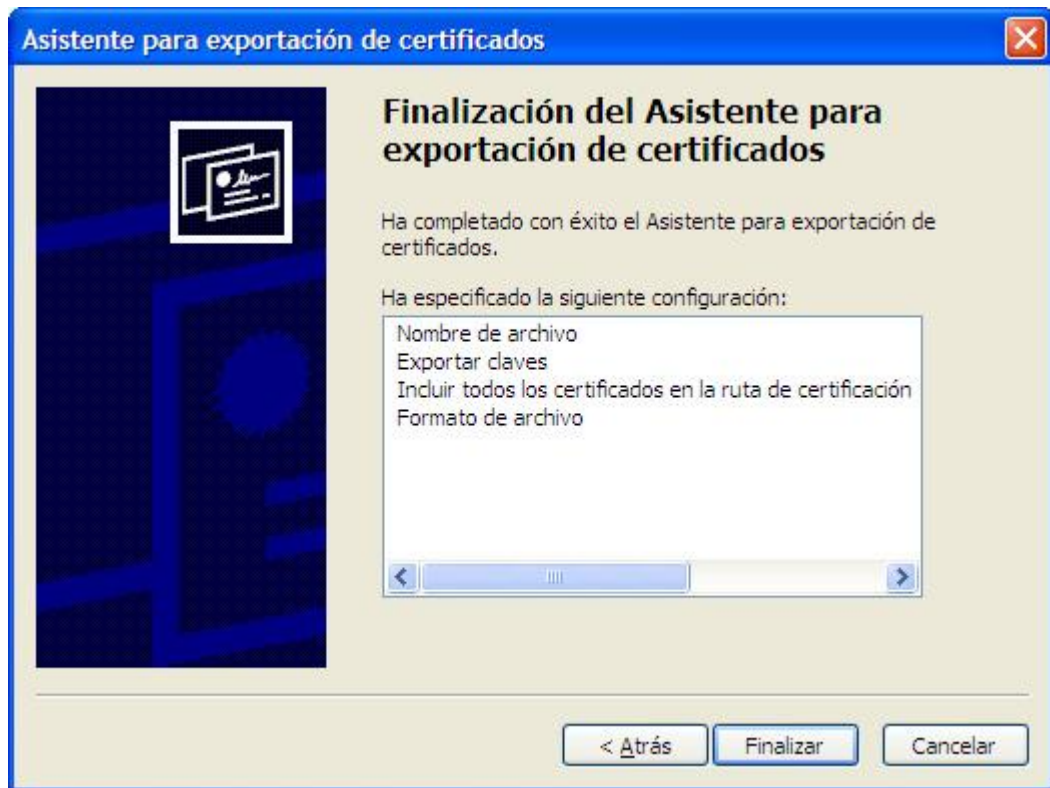 Asistente para exportación de certificados
Finalización del Asistente para
exportación de certificados
Ha completado con éxito el Asistente para exportación de
certificados.
Ha especificado la siguiente configuración:
Nombre de archivo
Exportar claves
Incluir todos los certificados en la ruta de certificación
Formato de archivo
< Atrás
Finalizar
Cancelar